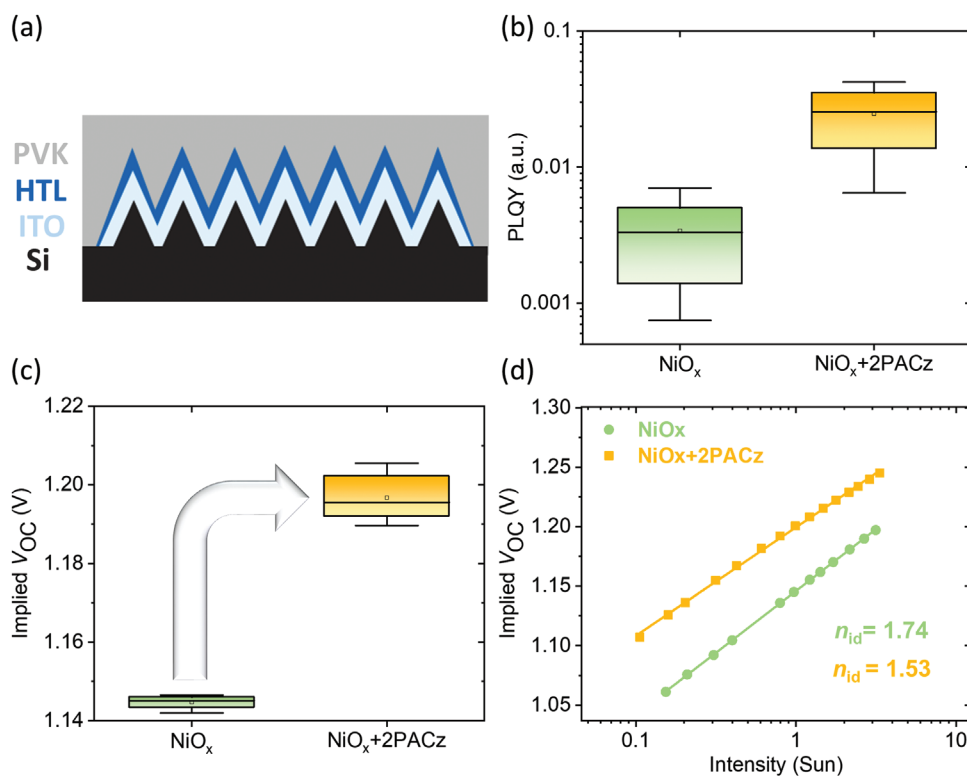 (a)
PVK
HTL
ITO
Si
(b)
PLQY (a.u.)
0.1
0.01
0.001
NiOₓ
NiOₓ+2PACz
(c)
Implied VOC (V)
1.22
1.20
1.18
1.16
1.14
NiOₓ
NiOₓ+2PACz
(d)
Implied VOC (V)
1.30
1.25
1.20
1.15
1.10
1.05
NiOx
NiOx+2PACz
nid= 1.74
nid= 1.53
0.1
1
10
Intensity (Sun)